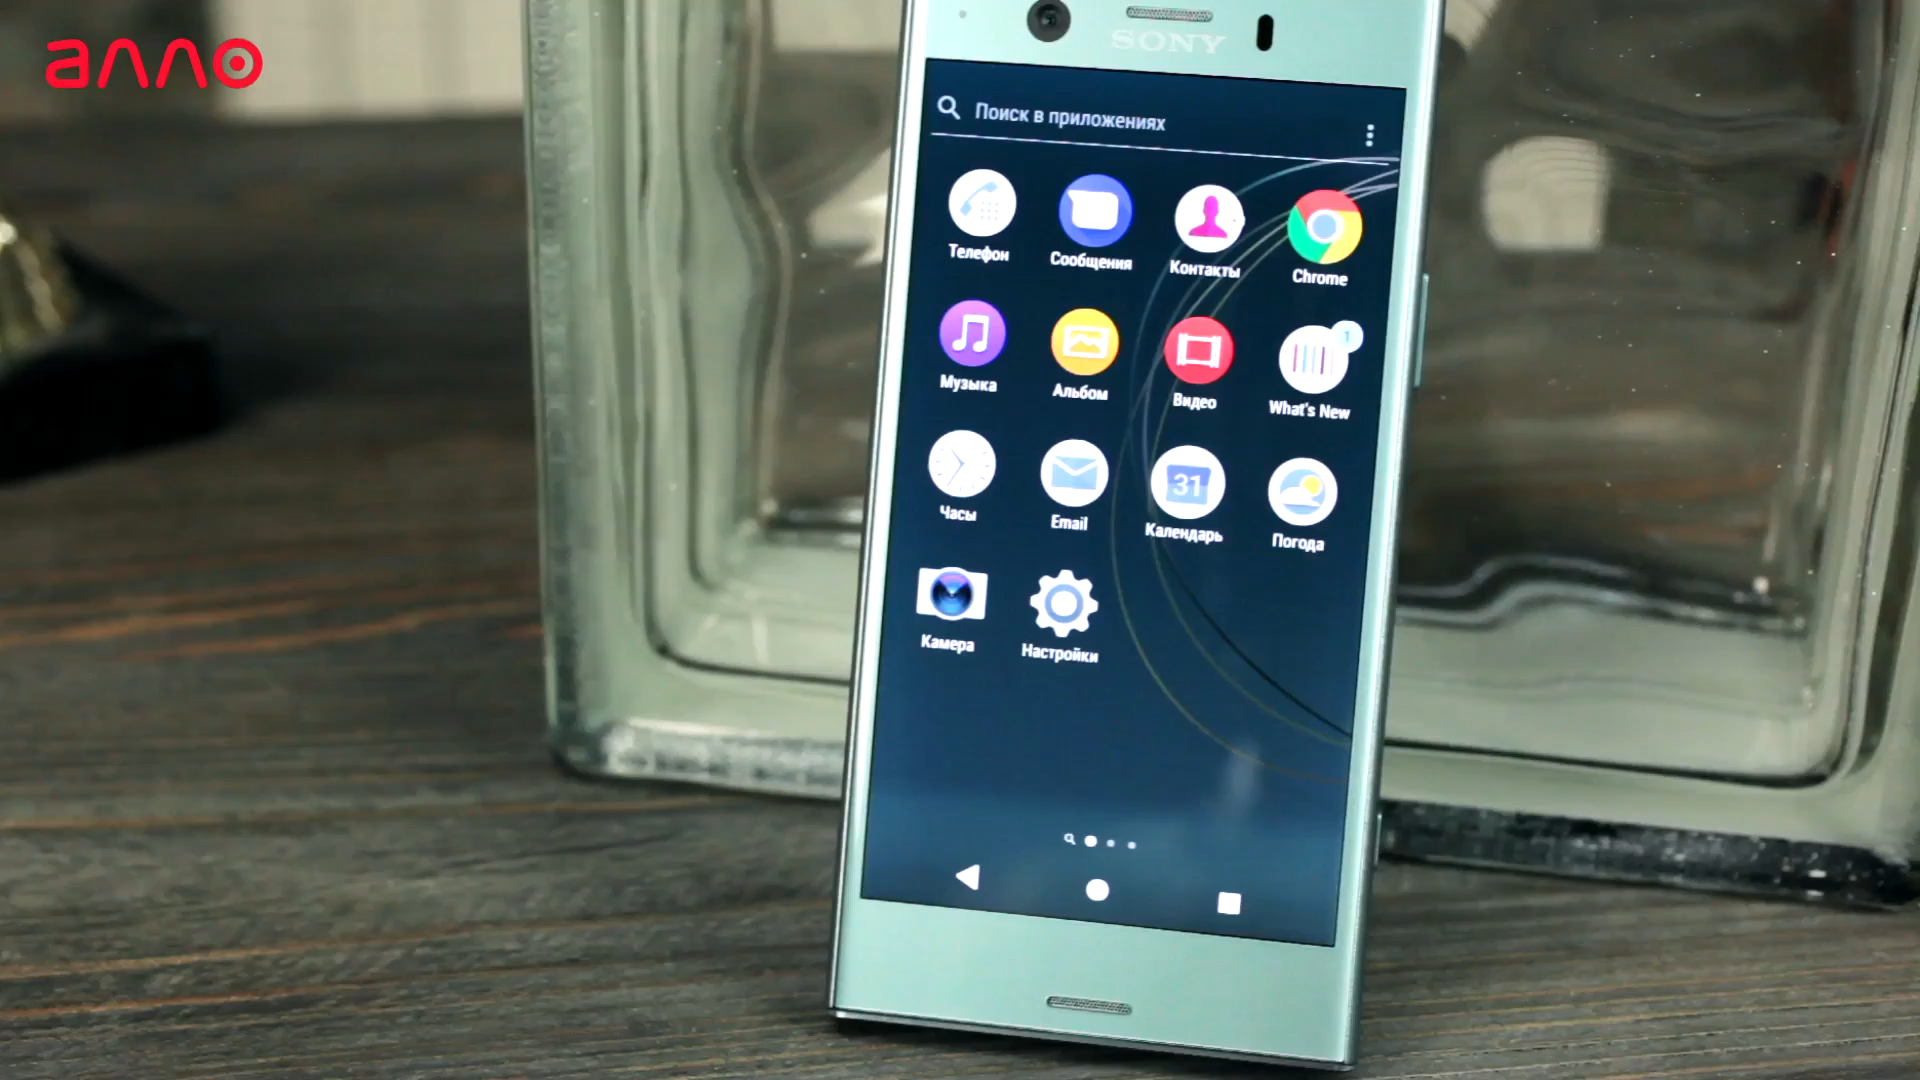 алло
SONY
Поиск в приложениях
Телефон
Сообщения
Контакты
Chrome
Музыка
Альбом
Видео
1
What's New
Часы
Email
31
Календарь
Погода
Камера
Настройки